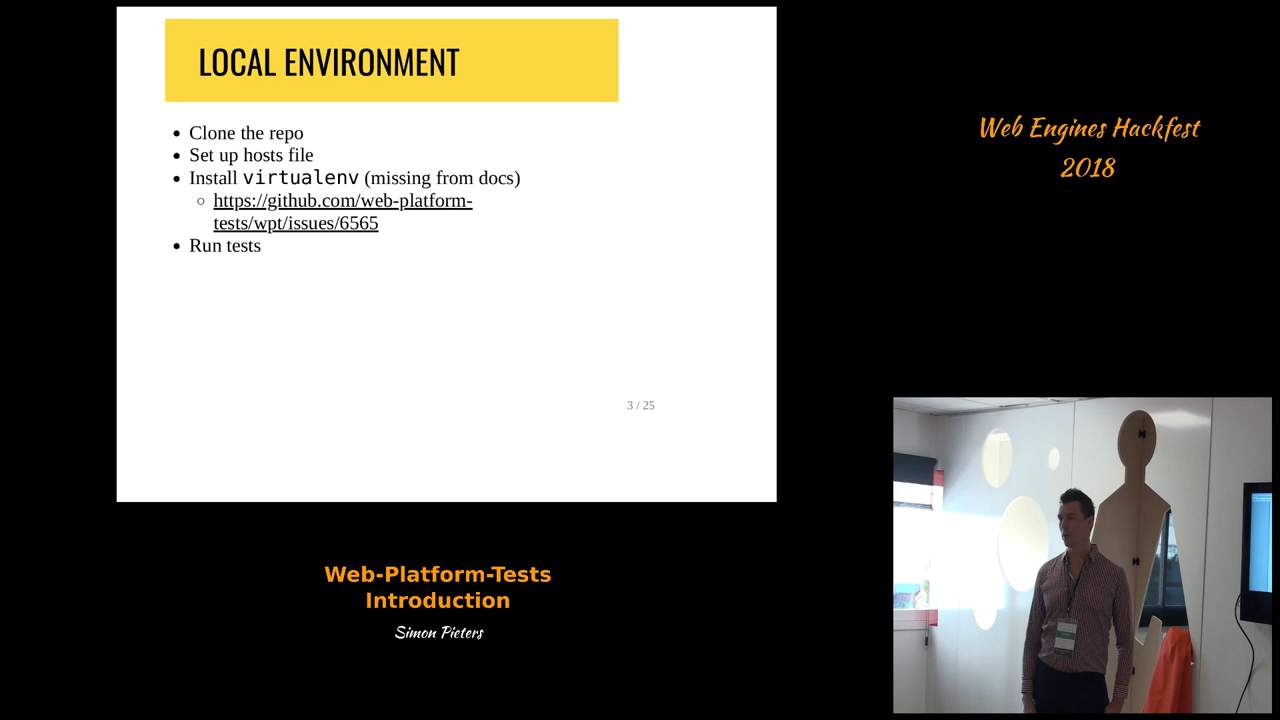 LOCAL ENVIRONMENT
Clone the repo
Set up hosts file
Install virtualenv (missing from docs)
https://github.com/web-platform-
tests/wpt/issues/6565
Run tests
3 / 25
Web Engines Hackfest
2018
Web-Platform-Tests
Introduction
Simon Pieters